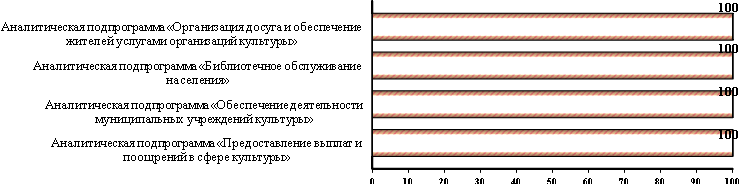 100
Аналитическая подпрограмма «Организация досуга и обеспечение
жителей услугами организаций культуры»
100
Аналитическая подпрограмма «Библиотечное обслуживание
населения»
100
Аналитическая подпрограмма «Обеспечение деятельности
муниципальных учреждений культуры»
100
Аналитическая подпрограмма «Предоставление выплат и
поощрений в сфере культуры»
0 10 20 30 40 50 60 70 80 90 100